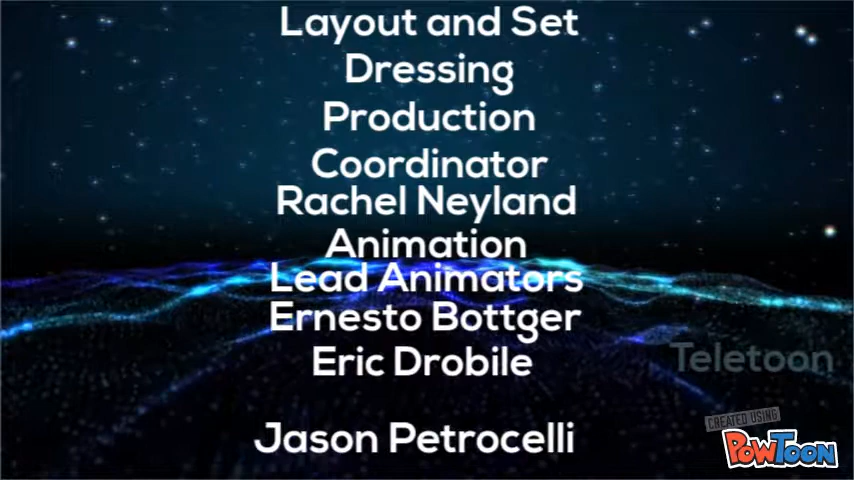 Layout and Set
Dressing
Production
Coordinator
Rachel Neyland
Animation
Lead Animators
Ernesto Bottger
Eric Drobile
Teletoon
Jason Petrocelli
CREATED USING
POWTOON